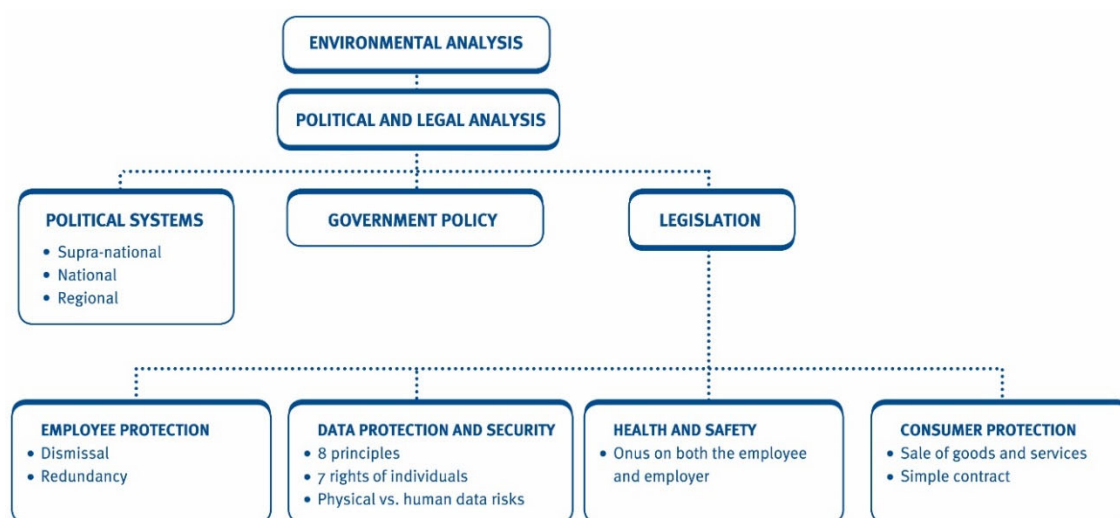 ENVIRONMENTAL ANALYSIS
POLITICAL AND LEGAL ANALYSIS
POLITICAL SYSTEMS
• Supra-national
• National
• Regional
GOVERNMENT POLICY
LEGISLATION
EMPLOYEE PROTECTION
• Dismissal
• Redundancy
DATA PROTECTION AND SECURITY
• 8 principles
• 7 rights of individuals
• Physical vs. human data risks
HEALTH AND SAFETY
• Onus on both the employee
and employer
CONSUMER PROTECTION
• Sale of goods and services
• Simple contract